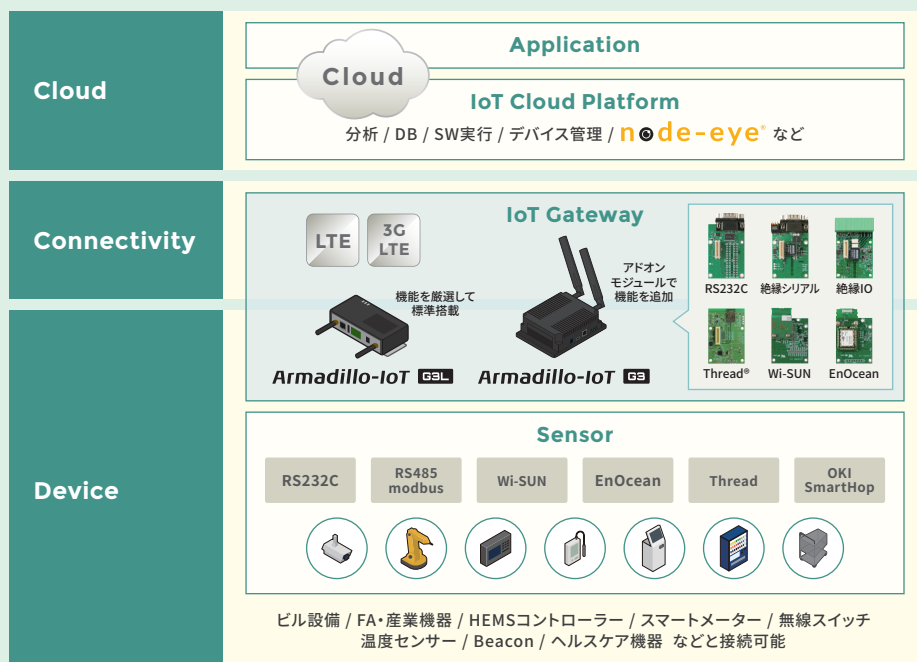 Cloud
Application
Cloud
IoT Cloud Platform
分析 / DB / SW実行 / デバイス管理 / node-eye® など
Connectivity
IoT Gateway
LTE
3G
LTE
機能を厳選して
標準搭載
アドオン
モジュールで
機能を追加
RS232C
絶縁シリアル
絶縁IO
Thread®
Wi-SUN
EnOcean
Armadillo-IoT G3L
Armadillo-IoT G3
Device
Sensor
RS232C
RS485
modbus
Wi-SUN
EnOcean
Thread
OKI
SmartHop
ビル設備 / FA・産業機器 / HEMSコントローラー / スマートメーター / 無線スイッチ
温度センサー / Beacon / ヘルスケア機器 などと接続可能